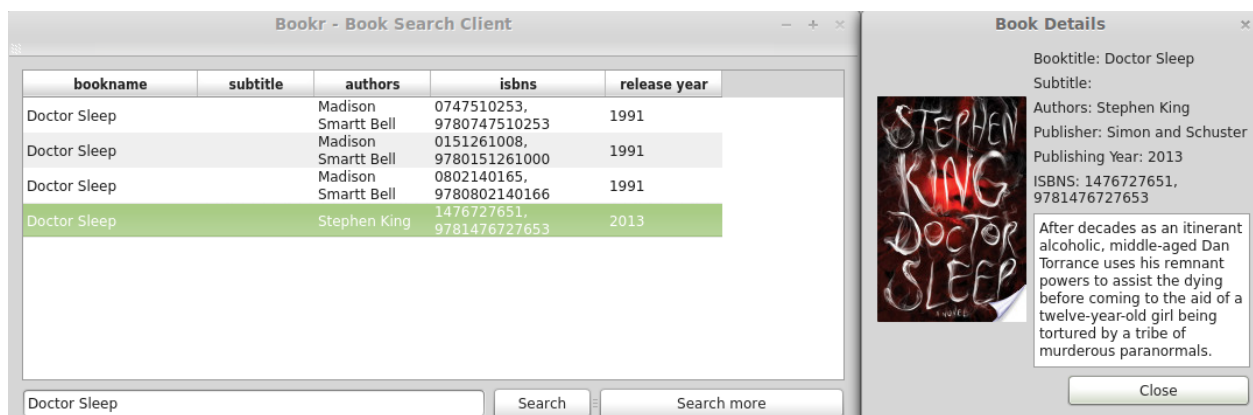 Bookr - Book Search Client
bookname subtitle authors isbns release year
Doctor Sleep Madison Smartt Bell 0747510253, 9780747510253 1991
Doctor Sleep Madison Smartt Bell 0151261008, 9780151261000 1991
Doctor Sleep Madison Smartt Bell 0802140165, 9780802140166 1991
Doctor Sleep Stephen King 1476727651, 9781476727653 2013
Doctor Sleep
Search
Search more
Book Details
STEPHEN
KING
DOCTOR
SLEEP
A NOVEL
Booktitle: Doctor Sleep
Subtitle:
Authors: Stephen King
Publisher: Simon and Schuster
Publishing Year: 2013
ISBNS: 1476727651,
9781476727653
After decades as an itinerant
alcoholic, middle-aged Dan
Torrance uses his remnant
powers to assist the dying
before coming to the aid of a
twelve-year-old girl being
tortured by a tribe of
murderous paranormals.
Close